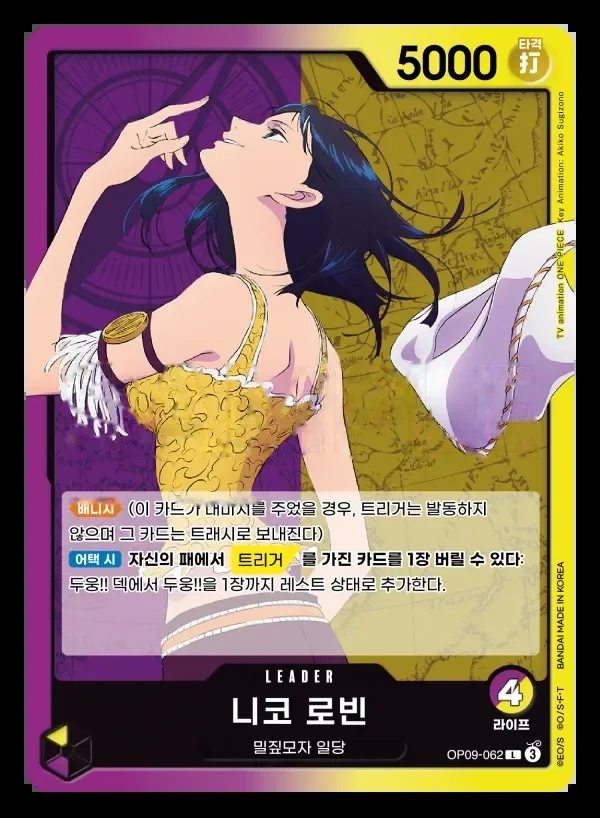 5000
타격
打
배니시 (이 카드가 대미지를 주었을 경우, 트리거는 발동하지
않으며 그 카드는 트래시로 보내진다)
어택 시 자신의 패에서 트리거 를 가진 카드를 1장 버릴 수 있다:
두웅!! 덱에서 두웅!!을 1장까지 레스트 상태로 추가한다.
LEADER
니코 로빈
밀짚모자 일당
4
라이프
OP09-062 L 3
TV animation ONE PIECE Key Animation: Akiko Sugizono
©EO/S ©O/S·F·T BANDAI MADE IN KOREA